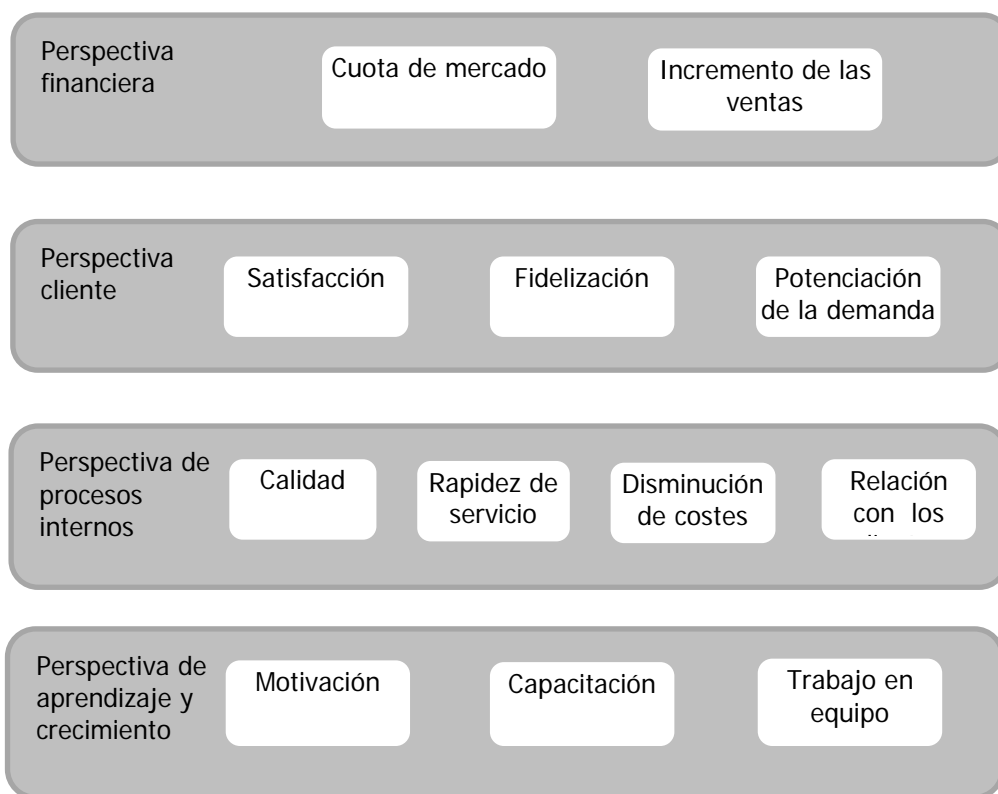 Perspectiva
financiera
Cuota de mercado
Incremento de las
ventas
Perspectiva
cliente
Satisfacción
Fidelización
Potenciación
de la demanda
Perspectiva de
procesos
internos
Calidad
Rapidez de
servicio
Disminución
de costes
Relación
con los
Perspectiva de
aprendizaje y
crecimiento
Motivación
Capacitación
Trabajo en
equipo